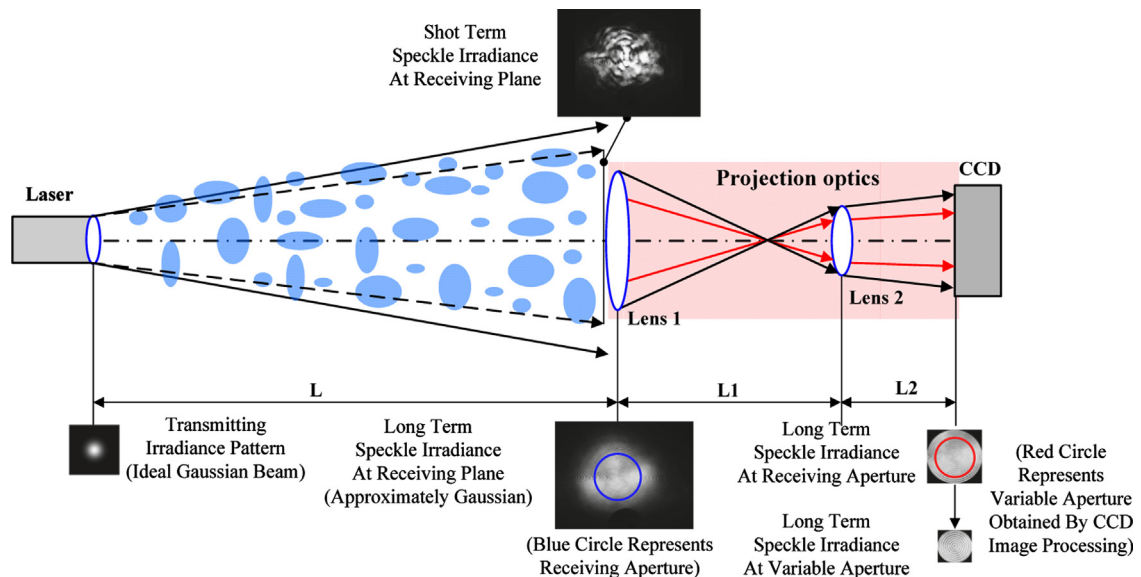 Shot Term
Speckle Irradiance
At Receiving Plane
Laser
Projection optics
CCD
Lens 1
Lens 2
L
L1
L2
Transmitting
Irradiance Pattern
(Ideal Gaussian Beam)
Long Term
Speckle Irradiance
At Receiving Plane
(Approximately Gaussian)
(Blue Circle Represents
Receiving Aperture)
Long Term
Speckle Irradiance
At Receiving Aperture
Long Term
Speckle Irradiance
At Variable Aperture
(Red Circle
Represents
Variable Aperture
Obtained By CCD
Image Processing)